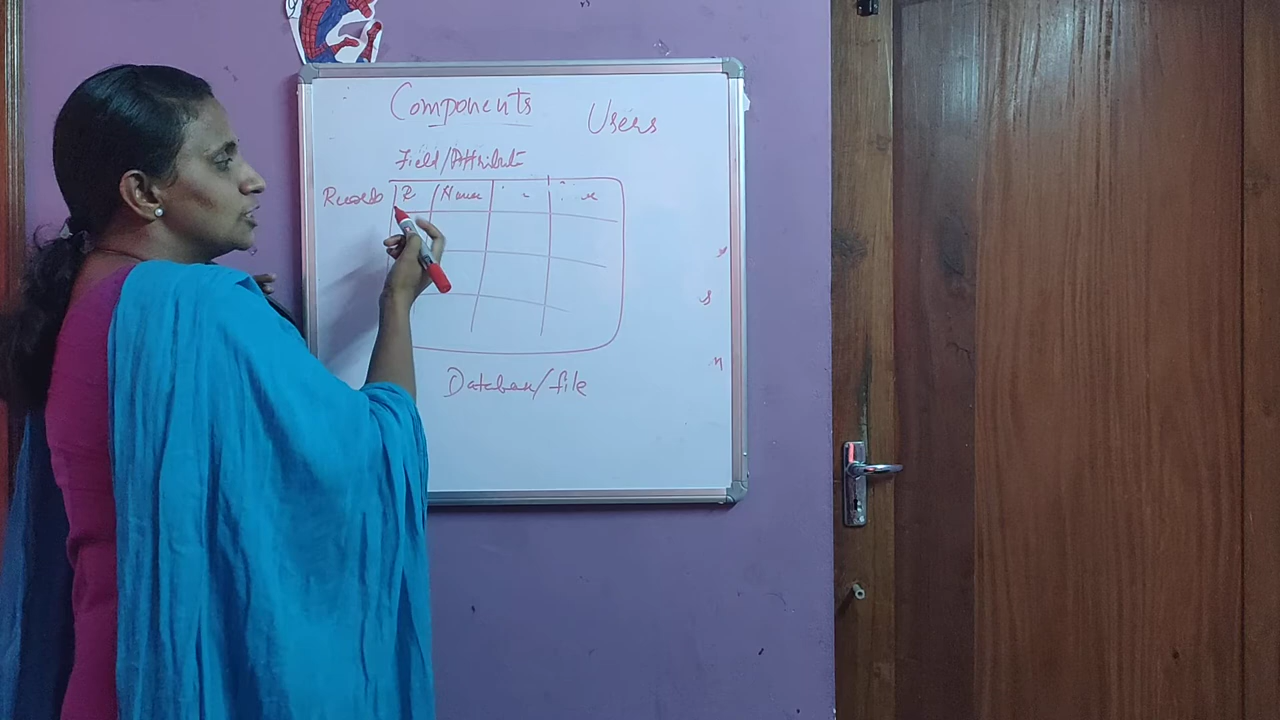 Components
Users
Field/Attribute
Records R Name
Database/file